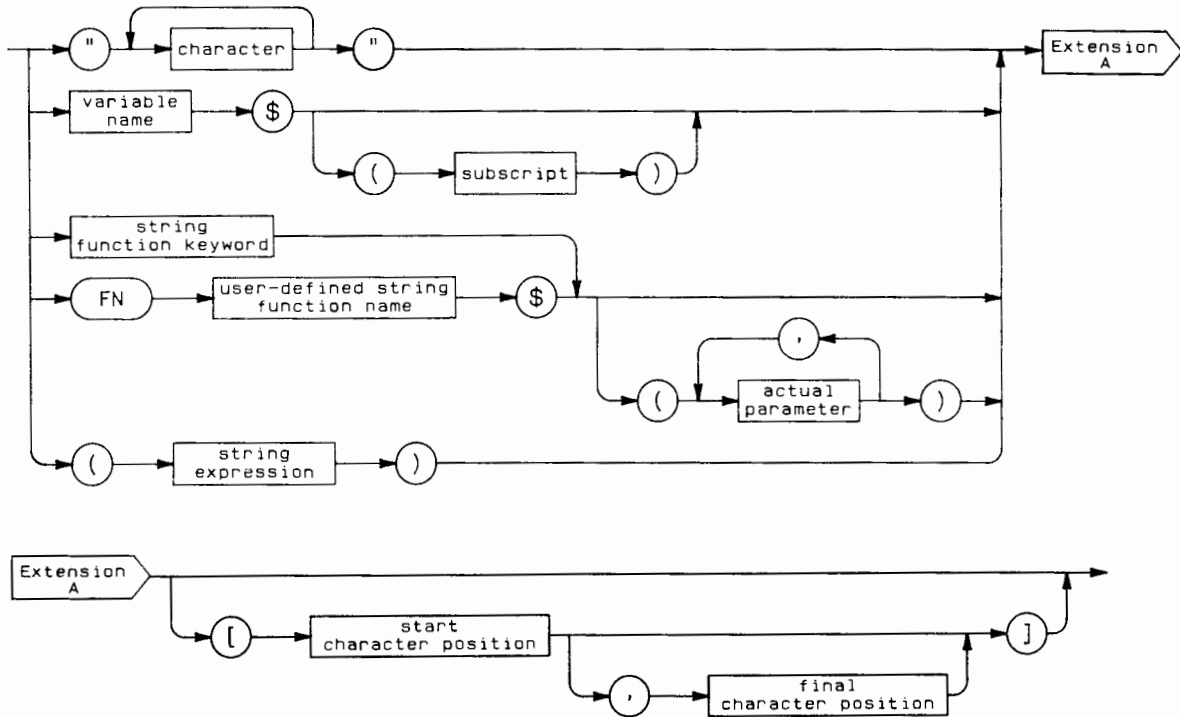 " character " Extension
A
variable
name $
( subscript )
string
function keyword
FN user-defined string
function name $
,
( actual
parameter )
( string
expression )
Extension
A
[ start
character position ]
, final
character position